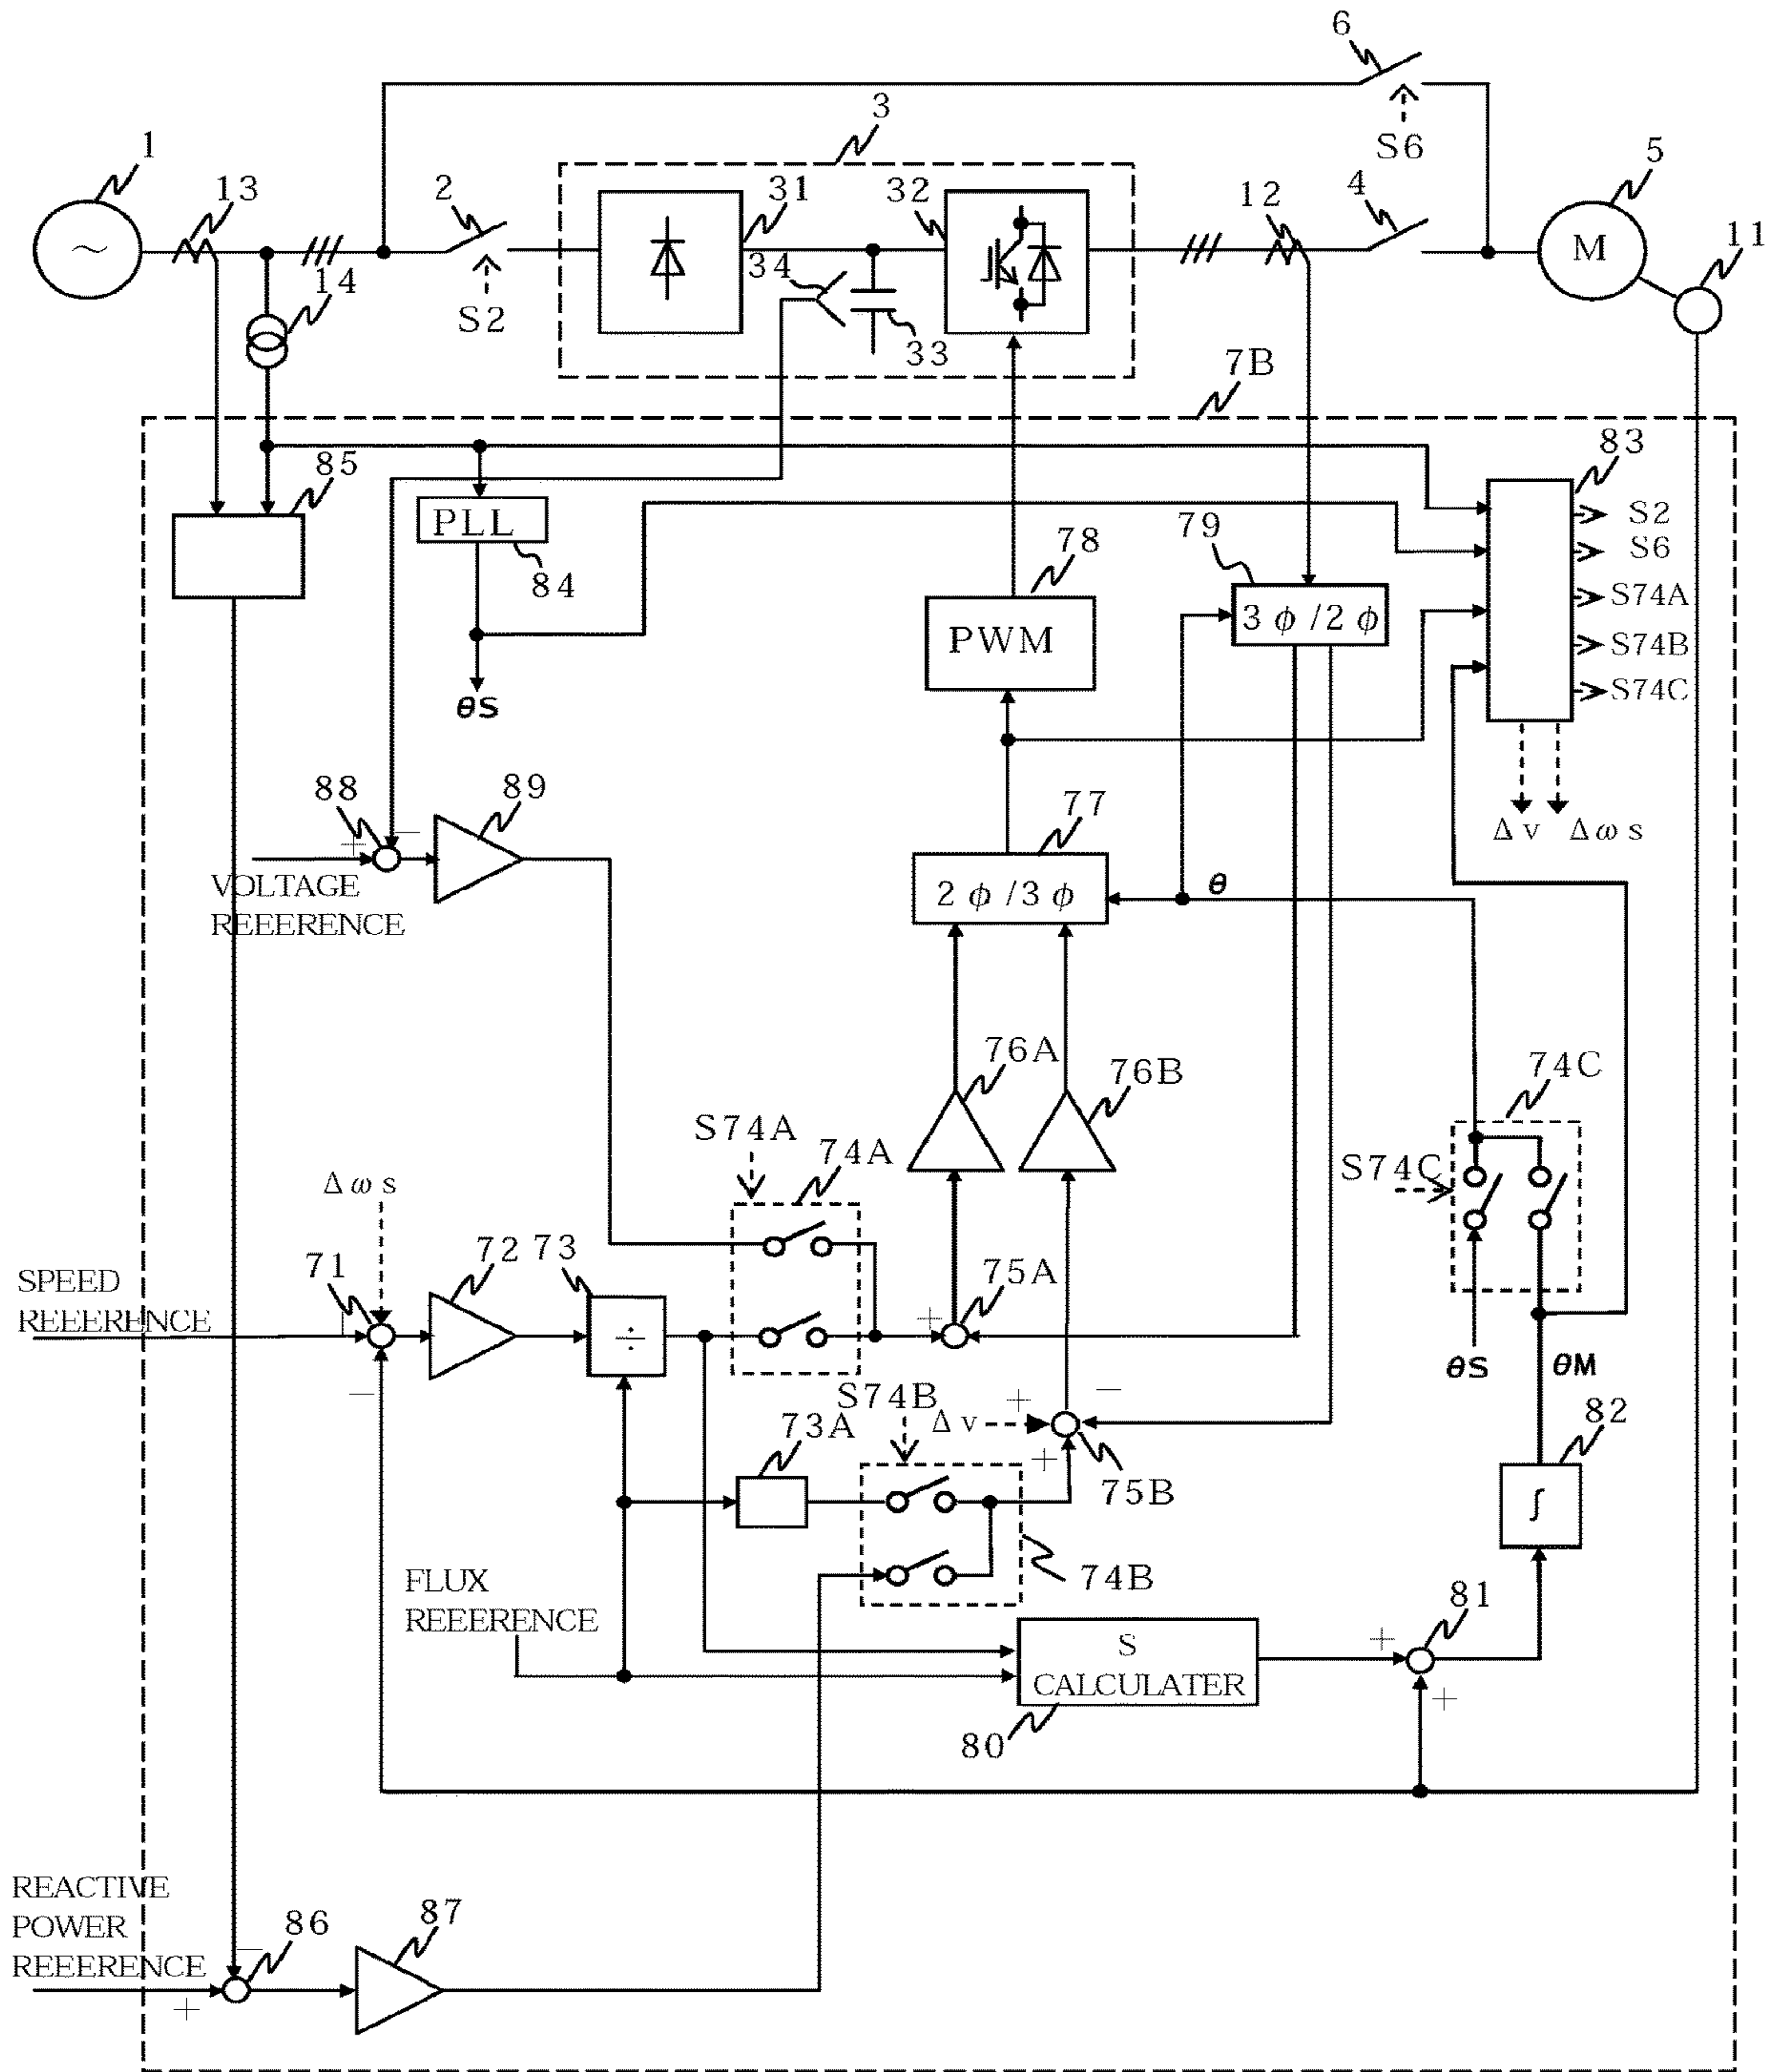 6
3
1
S6
5
13
2
31
32
12
4
11
~
M
34
14
S2
33
7B
85
83
PLL
S2
79
78
S6
84
3 φ /2 φ
S74A
PWM
S74B
S74C
θS
88
89
77
Δ v Δ ω s
+ −
2 φ /3 φ
θ
VOLTAGE
REEERENCE
76A
76B
74C
S74A
74A
S74C
Δ ω s
71
72 73
75A
SPEED
REEERENCE
+
÷
θS
θM
−
S74B
+ −
73A
Δ v
82
+
75B
∫
FLUX
REEERENCE
74B
81
S
CALCULATER
+
+
80
REACTIVE
POWER
REEERENCE
86
87
−
+